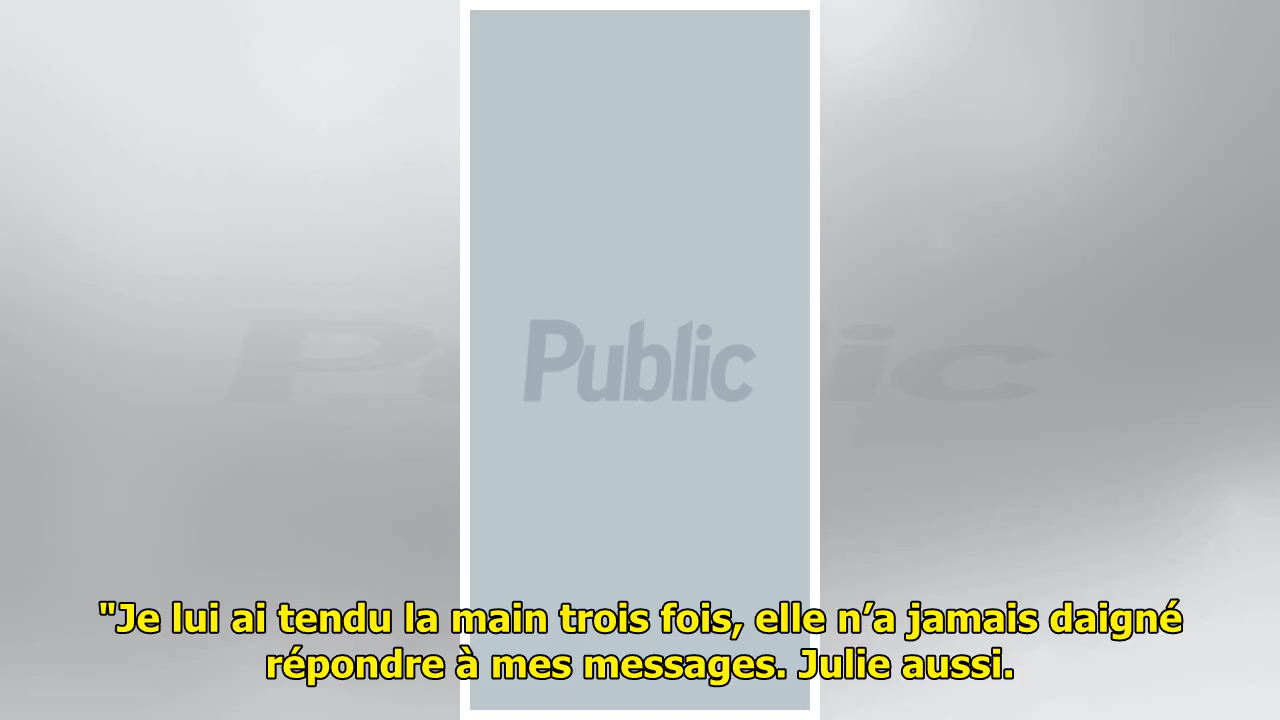 Public
"Je lui ai tendu la main trois fois, elle n’a jamais daigné
répondre à mes messages. Julie aussi.